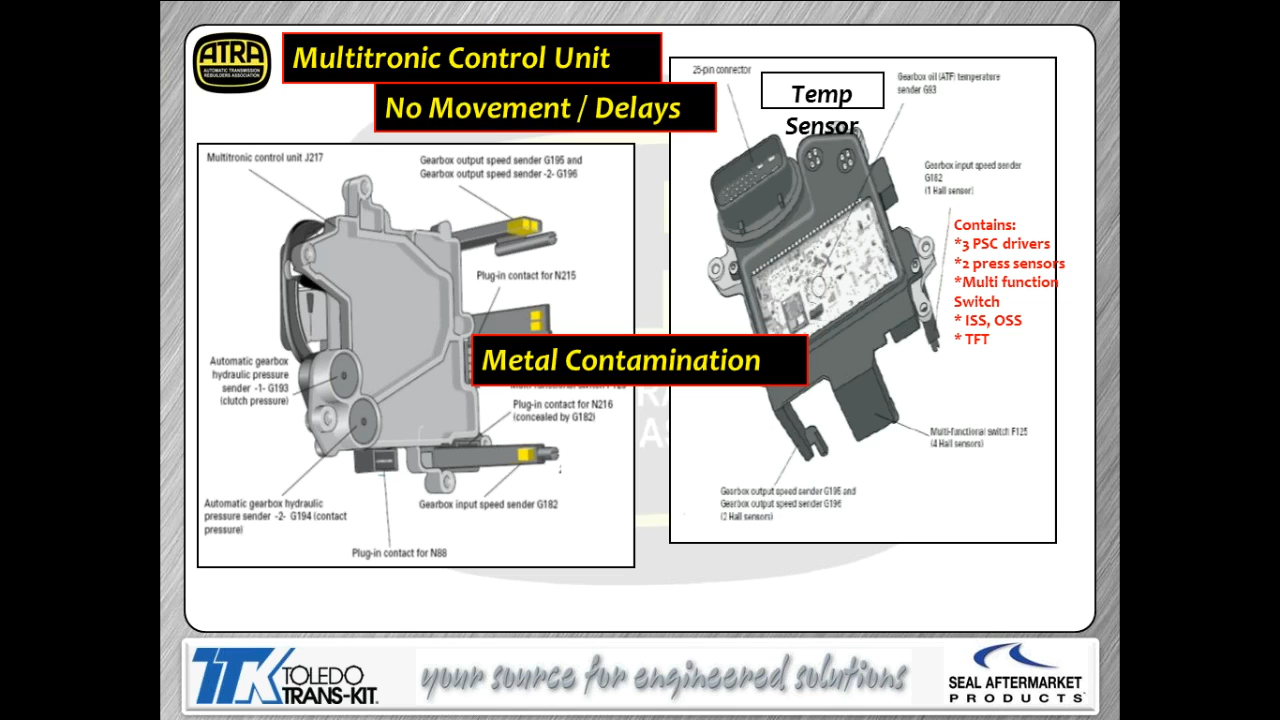 ATRA
AUTOMATIC TRANSMISSION
REBUILDERS ASSOCIATION
Multitronic Control Unit
No Movement / Delays
Multitronic control unit J217
Gearbox output speed sender G195 and
Gearbox output speed sender -2- G196
Plug-in contact for N215
Automatic gearbox
hydraulic pressure
sender -1- G193
(clutch pressure)
Metal Contamination
Plug-in contact for N216
(concealed by G182)
Automatic gearbox hydraulic
pressure sender -2- G194 (contact
pressure)
Gearbox input speed sender G182
Plug-in contact for N88
25-pin connector
Temp
Sensor
Gearbox oil (ATF) temperature
sender G93
Gearbox input speed sender
G182
(1 Hall sensor)
Contains:
*3 PSC drivers
*2 press sensors
*Multi function
Switch
* ISS, OSS
* TFT
Multi-functional switch F125
(4 Hall sensors)
Gearbox output speed sender G195 and
Gearbox output speed sender G196
(2 Hall sensors)
TTK TOLEDO
TRANS-KIT.
your source for engineered solutions
SEAL AFTERMARKET
PRODUCTS